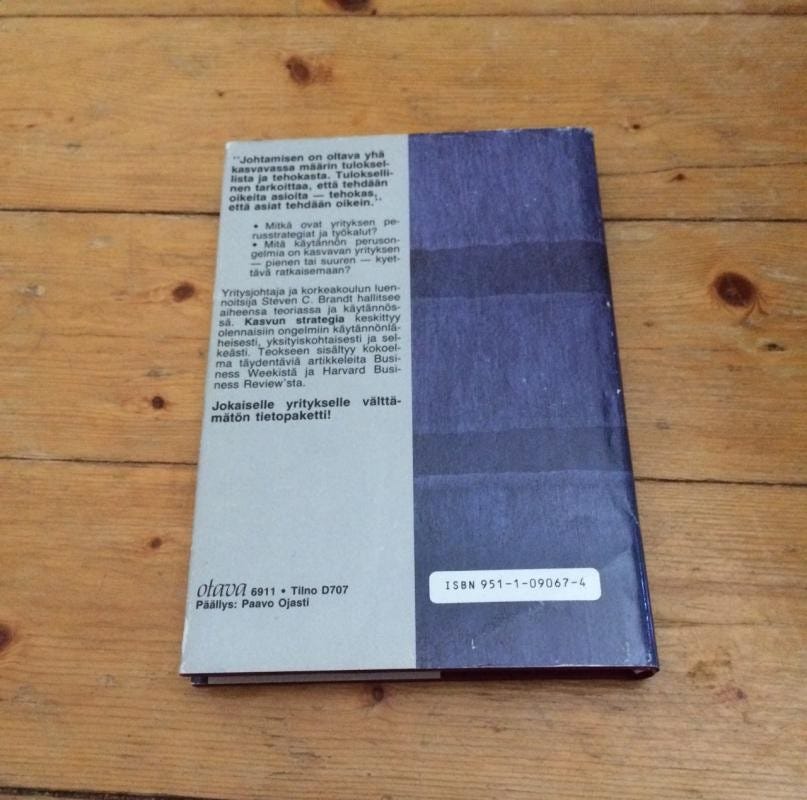 "Johtamisen on oltava yhä
kasvavassa määrin tuloksel-
lista ja tehokasta. Tulokselli-
nen tarkoittaa, että tehdään
oikeita asioita — tehokas,
että asiat tehdään oikein."
• Mitkä ovat yrityksen pe-
russtrategiat ja työkalut?
• Mitä käytännön peruson-
gelmia on kasvavan yrityksen
— pienen tai suuren — kyet-
tävä ratkaisemaan?
Yritysjohtaja ja korkeakoulun luen-
noitsija Steven C. Brandt hallitsee
aiheensa teoriassa ja käytännös-
sä. Kasvun strategia keskittyy
olennaisiin ongelmiin käytännönlä-
heisesti, yksityiskohtaisesti ja sel-
keästi. Teokseen sisältyy kokoel-
ma täydentäviä artikkeleita Busi-
ness Weekistä ja Harvard Busi-
ness Review'sta.
Jokaiselle yritykselle välttä-
mätön tietopaketti!
otava 6911 • Tilno D707
Päällys: Paavo Ojasti
ISBN 951-1-09067-4